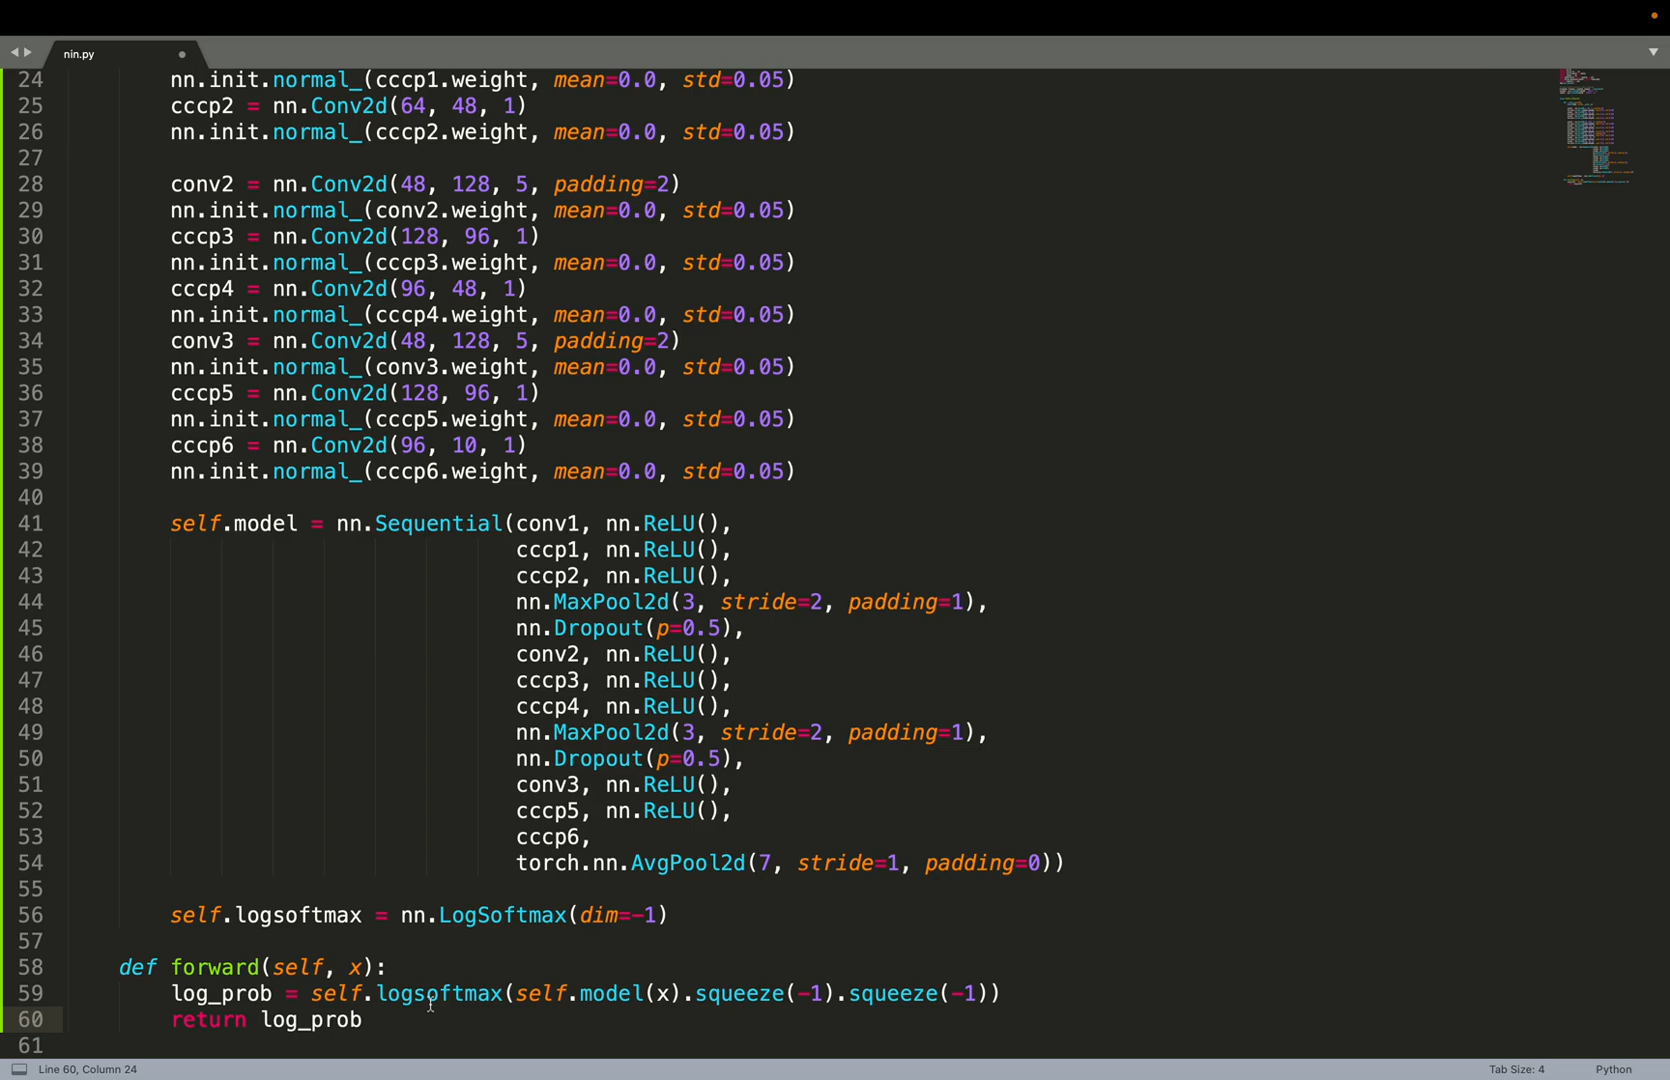 nin.py
24 nn.init.normal_(cccp1.weight, mean=0.0, std=0.05)
25 cccp2 = nn.Conv2d(64, 48, 1)
26 nn.init.normal_(cccp2.weight, mean=0.0, std=0.05)
27
28 conv2 = nn.Conv2d(48, 128, 5, padding=2)
29 nn.init.normal_(conv2.weight, mean=0.0, std=0.05)
30 cccp3 = nn.Conv2d(128, 96, 1)
31 nn.init.normal_(cccp3.weight, mean=0.0, std=0.05)
32 cccp4 = nn.Conv2d(96, 48, 1)
33 nn.init.normal_(cccp4.weight, mean=0.0, std=0.05)
34 conv3 = nn.Conv2d(48, 128, 5, padding=2)
35 nn.init.normal_(conv3.weight, mean=0.0, std=0.05)
36 cccp5 = nn.Conv2d(128, 96, 1)
37 nn.init.normal_(cccp5.weight, mean=0.0, std=0.05)
38 cccp6 = nn.Conv2d(96, 10, 1)
39 nn.init.normal_(cccp6.weight, mean=0.0, std=0.05)
40
41 self.model = nn.Sequential(conv1, nn.ReLU(),
42 cccp1, nn.ReLU(),
43 cccp2, nn.ReLU(),
44 nn.MaxPool2d(3, stride=2, padding=1),
45 nn.Dropout(p=0.5),
46 conv2, nn.ReLU(),
47 cccp3, nn.ReLU(),
48 cccp4, nn.ReLU(),
49 nn.MaxPool2d(3, stride=2, padding=1),
50 nn.Dropout(p=0.5),
51 conv3, nn.ReLU(),
52 cccp5, nn.ReLU(),
53 cccp6,
54 torch.nn.AvgPool2d(7, stride=1, padding=0))
55
56 self.logsoftmax = nn.LogSoftmax(dim=-1)
57
58 def forward(self, x):
59 log_prob = self.logsoftmax(self.model(x).squeeze(-1).squeeze(-1))
60 return log_prob
61
Line 60, Column 24
Tab Size: 4
Python